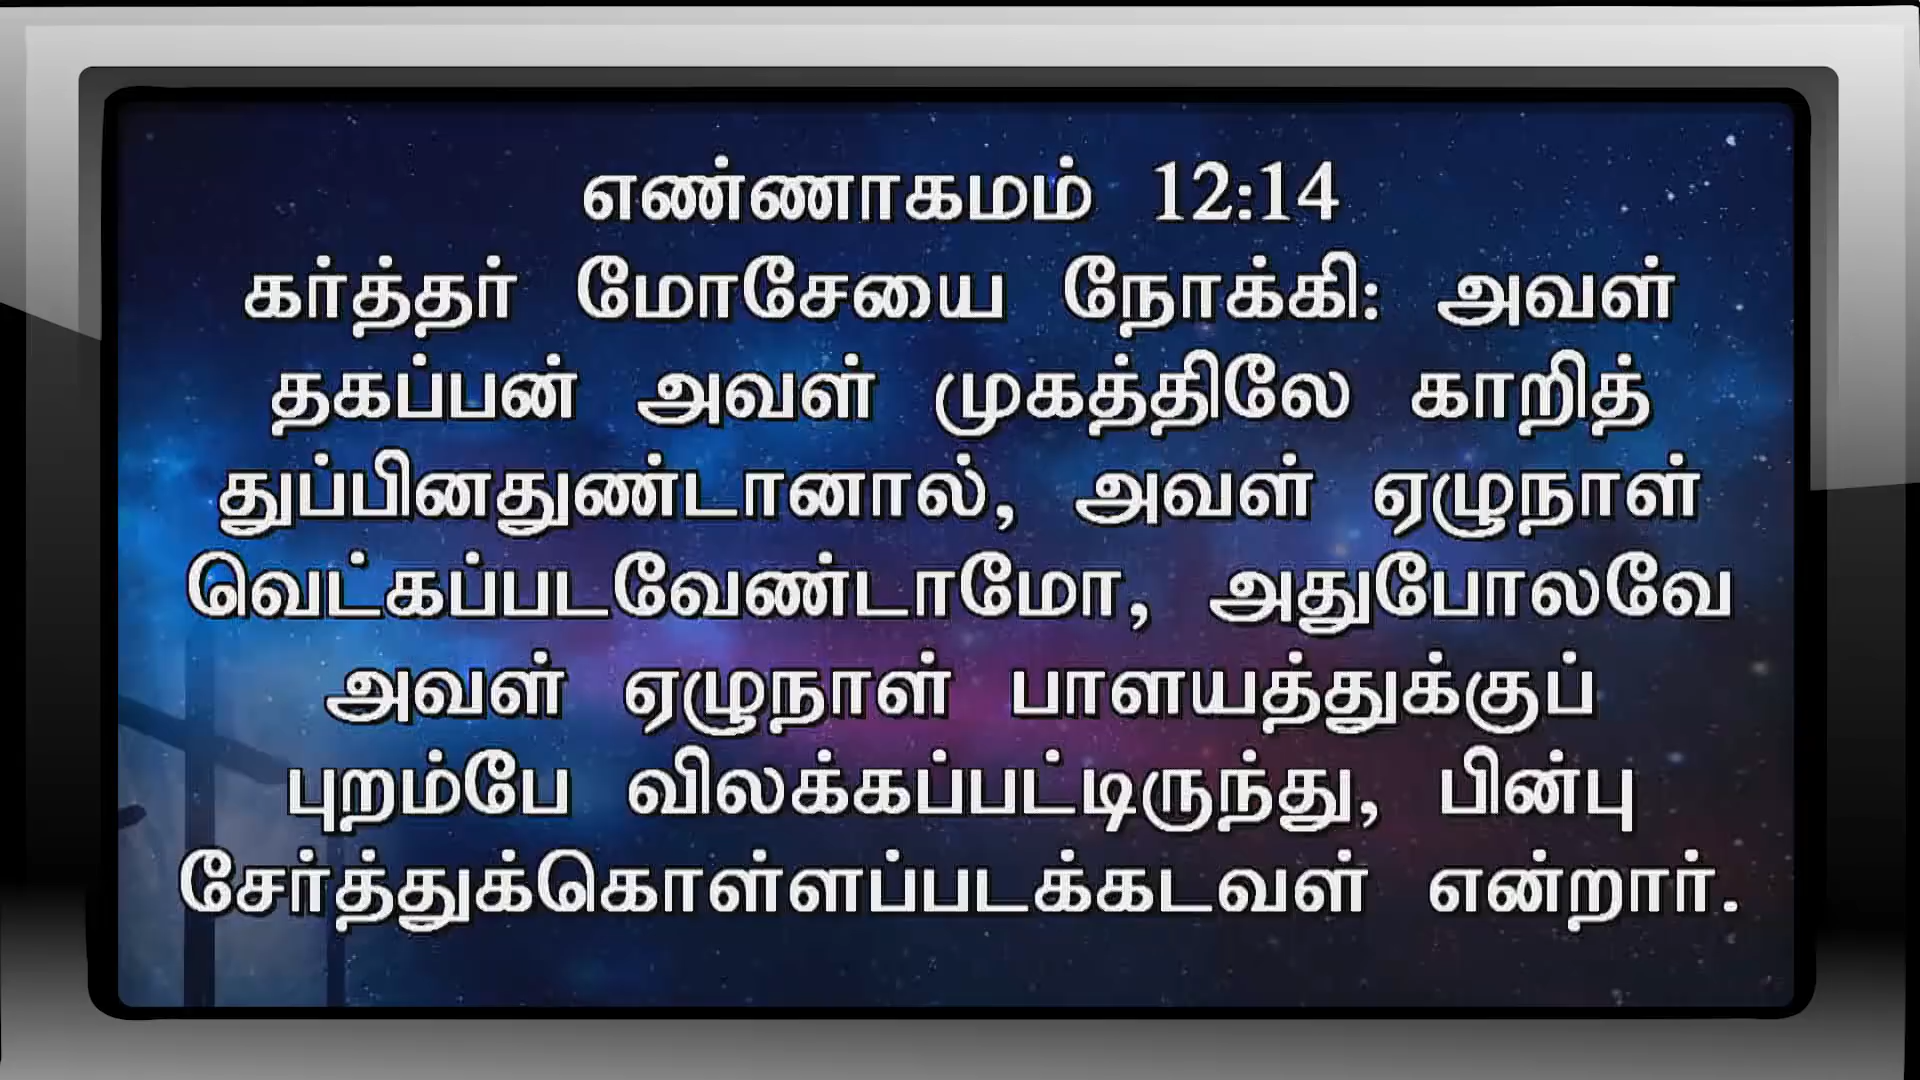 எண்ணாகமம் 12:14
கர்த்தர் மோசேயை நோக்கி: அவள்
தகப்பன் அவள் முகத்திலே காறித்
துப்பினதுண்டானால், அவள் ஏழுநாள்
வெட்கப்படவேண்டாமோ, அதுபோலவே
அவள் ஏழுநாள் பாளயத்துக்குப்
புறம்பே விலக்கப்பட்டிருந்து, பின்பு
சேர்த்துக்கொள்ளப்படக்கடவள் என்றார்.